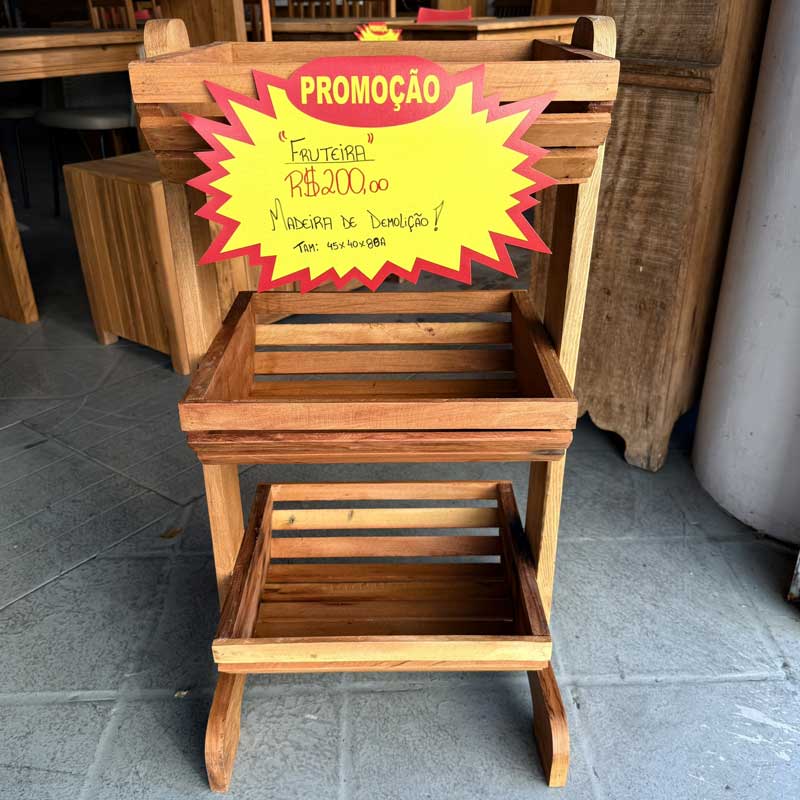 PROMOÇÃO
"FRUTEIRA"
R$200,00
MADEIRA DE DEMOLIÇÃO!
TAM: 45x40x80A